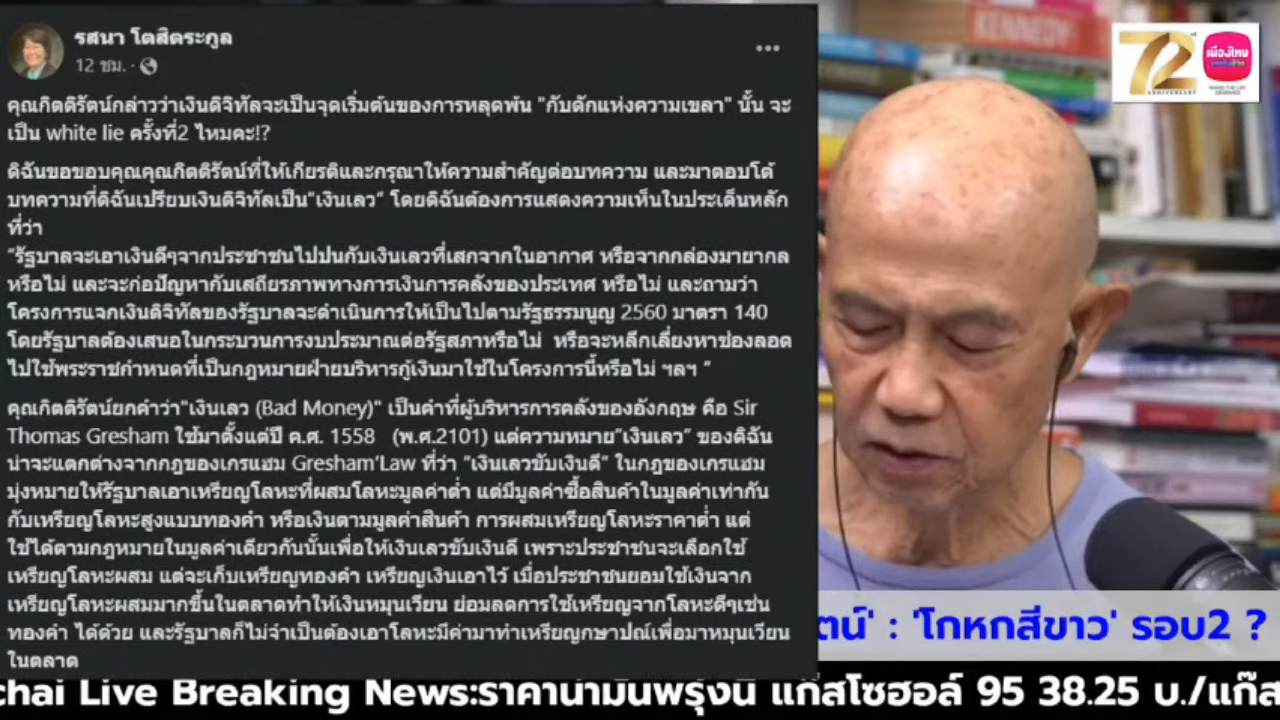 รสนา โตสิตระกูล
12 ชม.
คุณกิตติรัตน์กล่าวว่าเงินดิจิทัลจะเป็นจุดเริ่มต้นของการหลุดพ้น "กับดักแห่งความเขลา" นั้น จะ
เป็น white lie ครั้งที่2 ไหมคะ!?
ดิฉันขอขอบคุณคุณกิตติรัตน์ที่ให้เกียรติและกรุณาให้ความสำคัญต่อบทความ และมาตอบโต้
บทความที่ดิฉันเปรียบเงินดิจิทัลเป็น“เงินเลว” โดยดิฉันต้องการแสดงความเห็นในประเด็นหลัก
ที่ว่า
“รัฐบาลจะเอาเงินดีๆจากประชาชนไปปนกับเงินเลวที่เสกจากในอากาศ หรือจากกล่องมายากล
หรือไม่ และจะก่อปัญหากับเสถียรภาพทางการเงินการคลังของประเทศ หรือไม่ และถามว่า
โครงการแจกเงินดิจิทัลของรัฐบาลจะดำเนินการให้เป็นไปตามรัฐธรรมนูญ 2560 มาตรา 140
โดยรัฐบาลต้องเสนอในกระบวนการงบประมาณต่อรัฐสภาหรือไม่ หรือจะหลีกเลี่ยงหาช่องลอด
ไปใช้พระราชกำหนดที่เป็นกฎหมายฝ่ายบริหารกู้เงินมาใช้ในโครงการนี้หรือไม่ ฯลฯ ”
คุณกิตติรัตน์ยกคำว่า"เงินเลว (Bad Money)" เป็นคำที่ผู้บริหารการคลังของอังกฤษ คือ Sir
Thomas Gresham ใช้มาตั้งแต่ปี ค.ศ. 1558 (พ.ศ.2101) แต่ความหมาย“เงินเลว” ของดิฉัน
น่าจะแตกต่างจากกฎของเกรแฮม Gresham’Law ที่ว่า “เงินเลวขับเงินดี” ในกฎของเกรแฮม
มุ่งหมายให้รัฐบาลเอาเหรียญโลหะที่ผสมโลหะมูลค่าต่ำ แต่มีมูลค่าซื้อสินค้าในมูลค่าเท่ากัน
กับเหรียญโลหะสูงแบบทองคำ หรือเงินตามมูลค่าสินค้า การผสมเหรียญโลหะราคาต่ำ แต่
ใช้ได้ตามกฎหมายในมูลค่าเดียวกันนั้นเพื่อให้เงินเลวขับเงินดี เพราะประชาชนจะเลือกใช้
เหรียญโลหะผสม แต่จะเก็บเหรียญทองคำ เหรียญเงินเอาไว้ เมื่อประชาชนยอมใช้เงินจาก
เหรียญโลหะผสมมากขึ้นในตลาดทำให้เงินหมุนเวียน ย่อมลดการใช้เหรียญจากโลหะดีๆเช่น
ทองคำ ได้ด้วย และรัฐบาลก็ไม่จำเป็นต้องเอาโลหะมีค่ามาทำเหรียญกษาปณ์เพื่อมาหมุนเวียน
ในตลาด
KENNEDY
72 ปี
ANNIVERSARY
เมืองไทย
ตน์' : 'โกหกสีขาว' รอบ2 ?
chai Live Breaking News:ราคาน้ำมันพรุ่งนี้ แก๊สโซฮอล์ 95 38.25 บ./แก๊ส